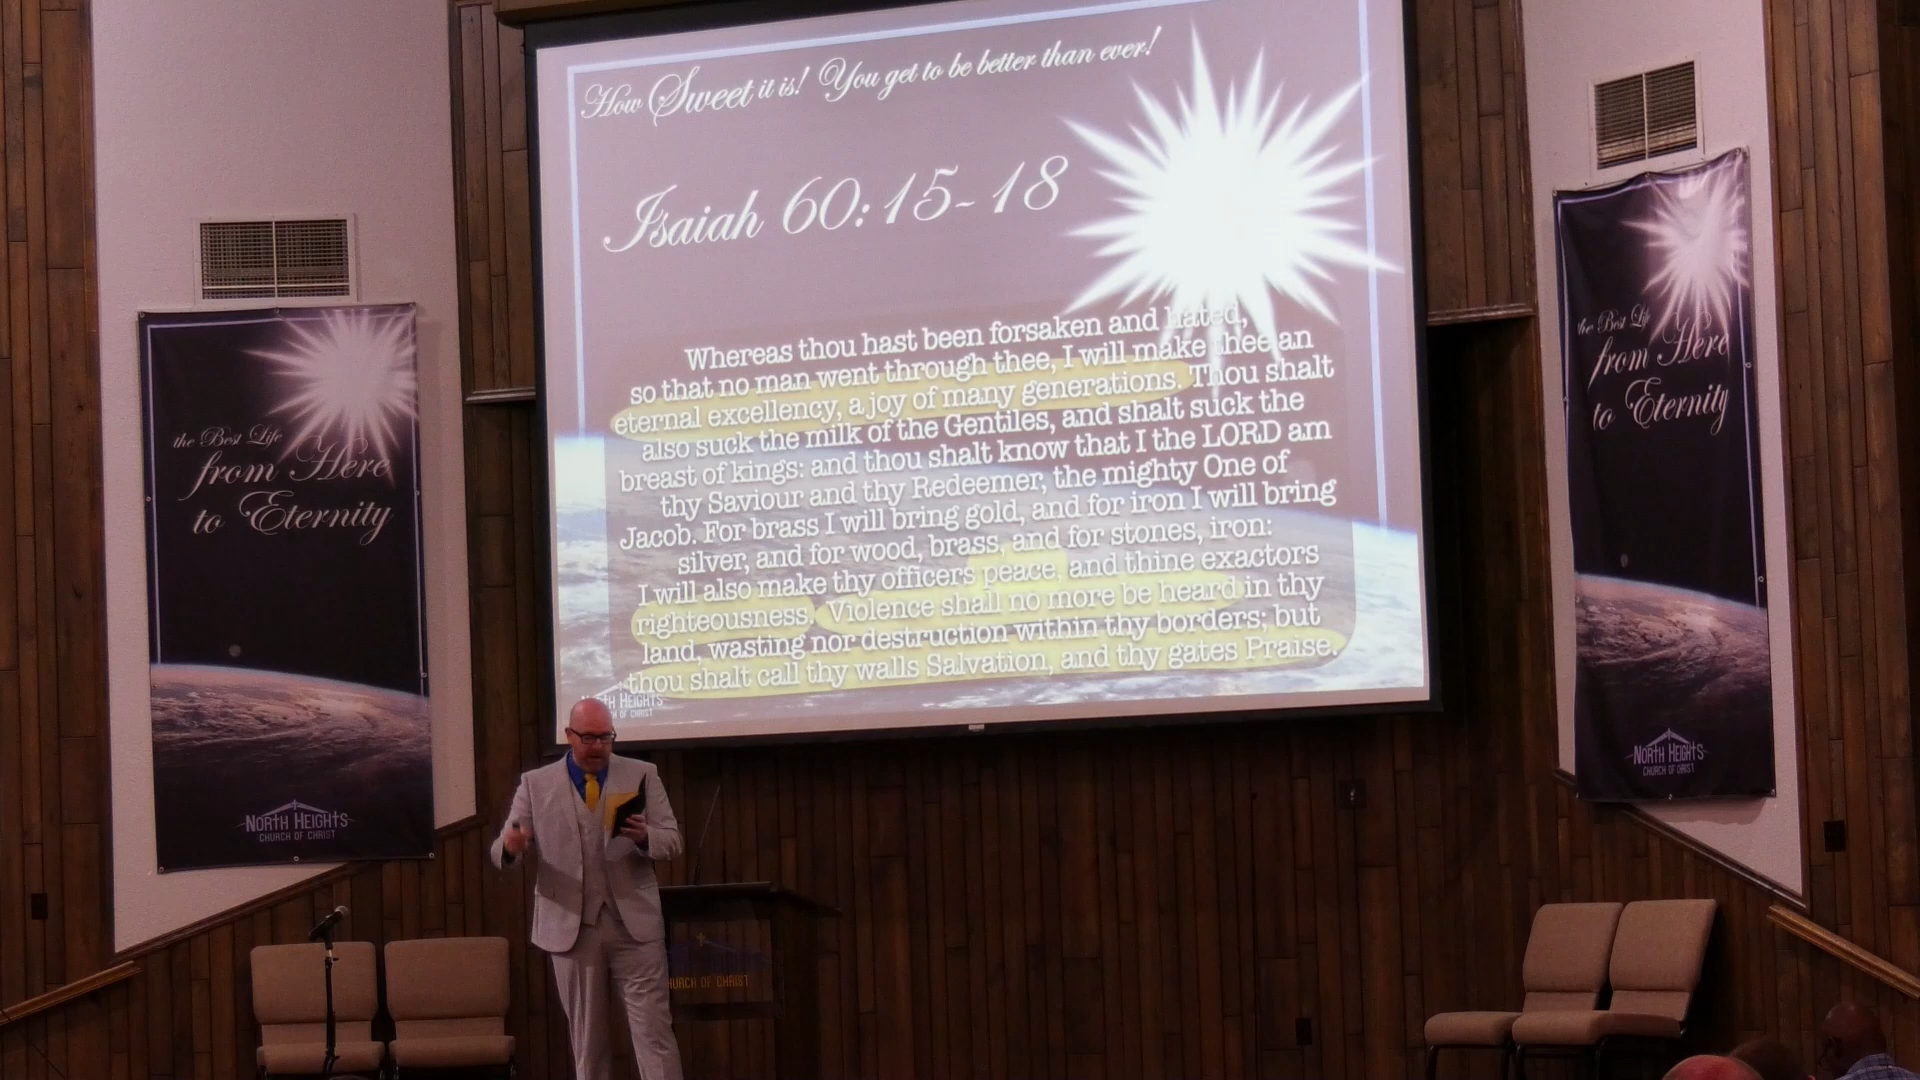 How Sweet it is! You get to be better than ever!
Isaiah 60:15-18
Whereas thou hast been forsaken and hated,
so that no man went through thee, I will make thee an
eternal excellency, a joy of many generations. Thou shalt
also suck the milk of the Gentiles, and shalt suck the
breast of kings: and thou shalt know that I the LORD am
thy Saviour and thy Redeemer, the mighty One of
Jacob. For brass I will bring gold, and for iron I will bring
silver, and for wood, brass, and for stones, iron:
I will also make thy officers peace, and thine exactors
righteousness. Violence shall no more be heard in thy
land, wasting nor destruction within thy borders; but
thou shalt call thy walls Salvation, and thy gates Praise.
HEIGHTS
OF CHRIST
the Best Life
from Here
to Eternity
NORTH HEIGHTS
CHURCH OF CHRIST
the Best Life
from Here
to Eternity
NORTH HEIGHTS
CHURCH OF CHRIST
OF CHRIST